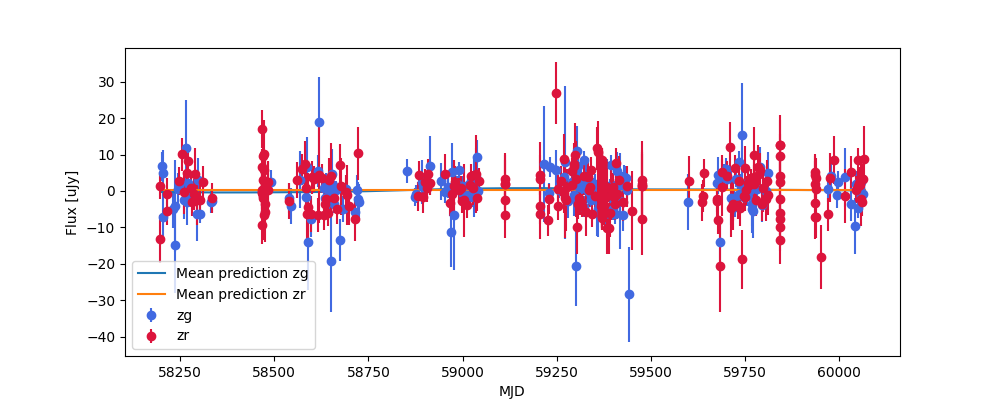 30
20
10
0
−10
−20
−30
−40
Flux [uJy]
Mean prediction zg
Mean prediction zr
zg
zr
58250 58500 58750 59000 59250 59500 59750 60000
MJD